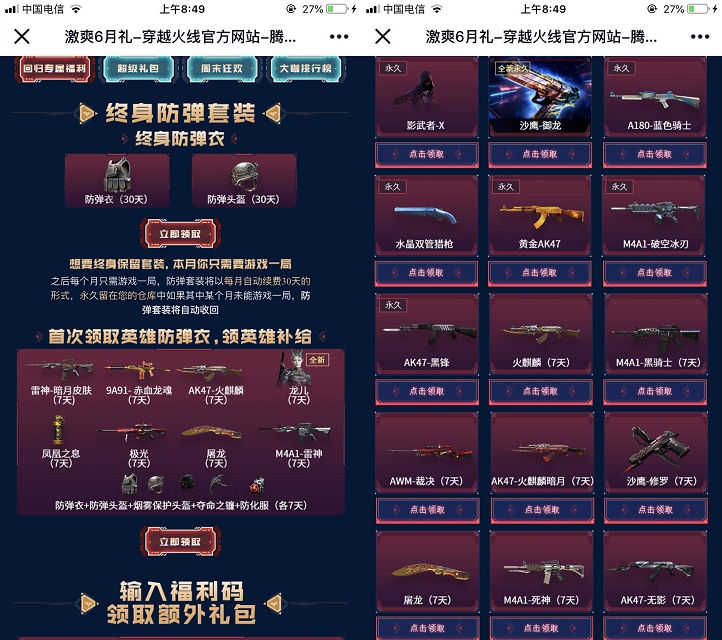 中国电信
上午8:49
27%
激爽6月礼-穿越火线官方网站-腾...
回归专属福利
超级礼包
周末狂欢
大咖排行榜
终身防弹套装
终身防弹衣
防弹衣（30天）
防弹头盔（30天）
立即领取
想要终身保留套装，本月你只需要游戏一局
之后每个月只需游戏一局，防弹套装将以每月自动续费30天的
形式，永久留在您的仓库中如果其中某个月未能游戏一局，防
弹套装将自动收回
首次领取英雄防弹衣，领英雄补给
全新
雷神-暗月皮肤
（7天）
9A91- 赤血龙魂
（7天）
AK47-火麒麟
（7天）
龙儿
（7天）
凤凰之息
（7天）
极光
（7天）
屠龙
（7天）
M4A1-雷神
（7天）
防弹衣+防弹头盔+烟雾保护头盔+夺命之镰+防化服（各7天）
立即领取
输入福利码
领取额外礼包
中国电信
上午8:49
27%
激爽6月礼-穿越火线官方网站-腾...
永久
影武者-X
全新永久
沙鹰-御龙
永久
A180-蓝色骑士
点击领取
点击领取
点击领取
永久
水晶双管猎枪
永久
黄金AK47
永久
M4A1-破空冰刃
点击领取
点击领取
点击领取
永久
AK47-黑锋
火麒麟（7天）
M4A1-黑骑士（7天）
点击领取
点击领取
点击领取
AWM-裁决（7天）
AK47-火麒麟暗月（7天）
沙鹰-修罗（7天）
点击领取
点击领取
点击领取
屠龙（7天）
M4A1-死神（7天）
AK47-无影（7天）
点击领取
点击领取
点击领取